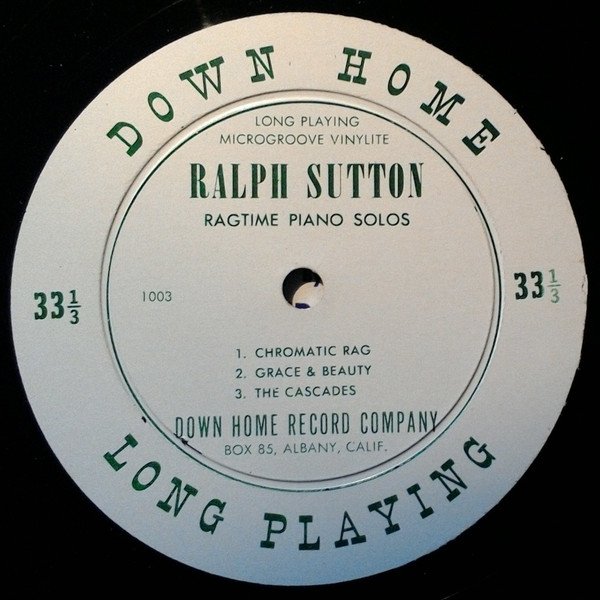 DOWN HOME
LONG PLAYING
MICROGROOVE VINYLITE
RALPH SUTTON
RAGTIME PIANO SOLOS
33 1/3
1003
33 1/3
1. CHROMATIC RAG
2. GRACE & BEAUTY
3. THE CASCADES
DOWN HOME RECORD COMPANY
BOX 85, ALBANY, CALIF.
LONG PLAYING